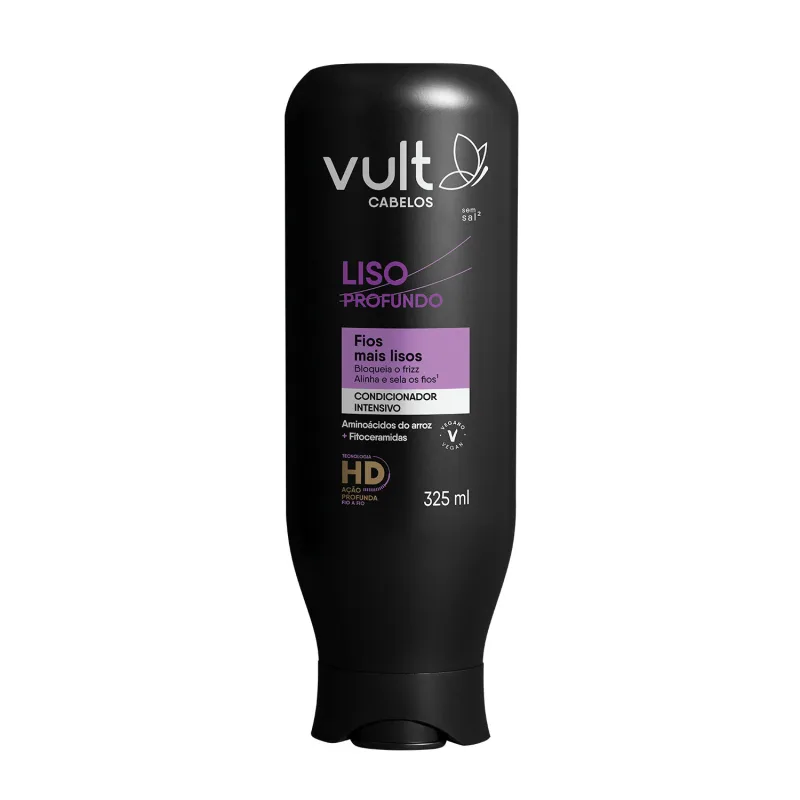 vult
CABELOS
sem
sal²
LISO
PROFUNDO
Fios
mais lisos
Bloqueia o frizz
Alinha e sela os fios¹
CONDICIONADOR
INTENSIVO
Aminoácidos do arroz
+ Fitoceramidas
VEGANO
V
VEGAN
TECNOLOGIA
HD
AÇÃO
PROFUNDA
FIO A FIO
325 ml